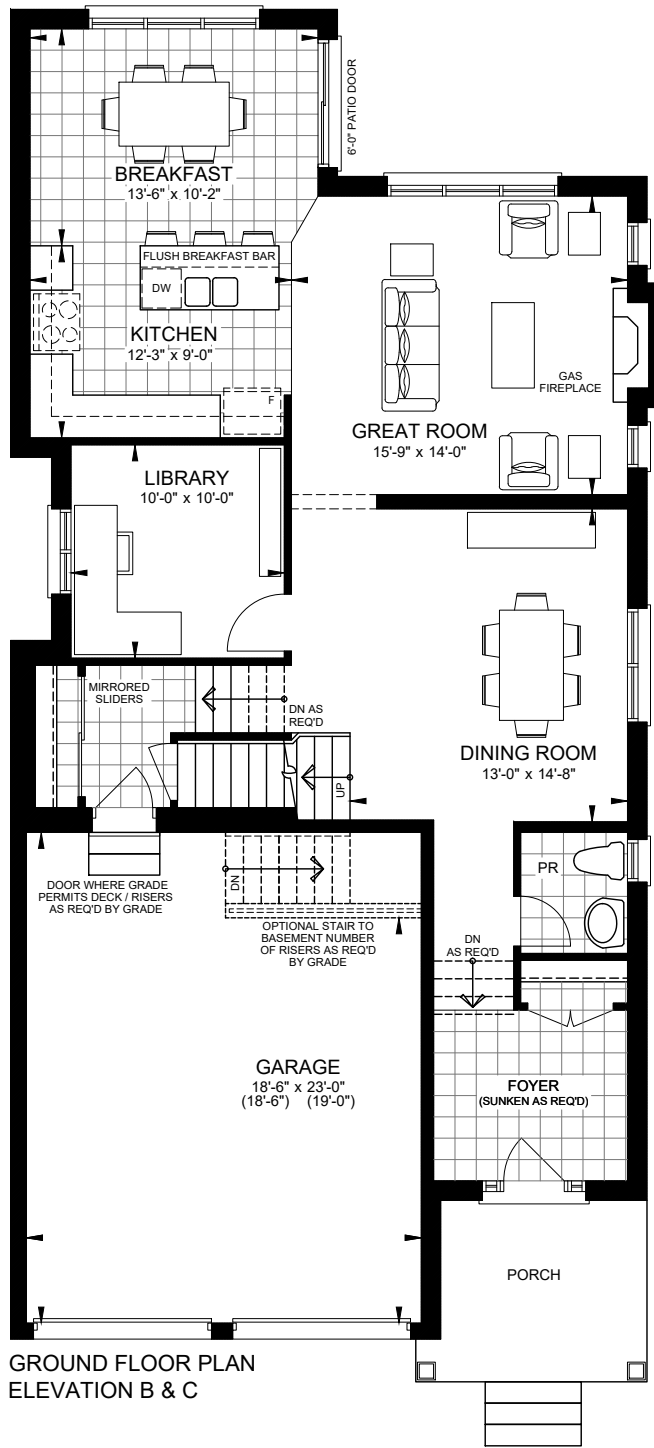 6'-0" PATIO DOOR
BREAKFAST
13'-6" x 10'-2"
FLUSH BREAKFAST BAR
DW
KITCHEN
12'-3" x 9'-0"
F
GAS
FIREPLACE
GREAT ROOM
15'-9" x 14'-0"
LIBRARY
10'-0" x 10'-0"
MIRRORED
SLIDERS
DN AS
REQ'D
UP
DINING ROOM
13'-0" x 14'-8"
PR
DN
DOOR WHERE GRADE
PERMITS DECK / RISERS
AS REQ'D BY GRADE
OPTIONAL STAIR TO
BASEMENT NUMBER
OF RISERS AS REQ'D
BY GRADE
DN
AS REQ'D
GARAGE
18'-6" x 23'-0"
(18'-6") (19'-0")
FOYER
(SUNKEN AS REQ'D)
PORCH
GROUND FLOOR PLAN
ELEVATION B & C